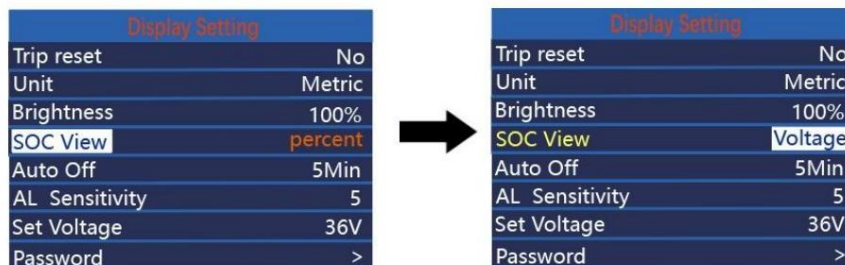 Display Setting
Trip reset No
Unit Metric
Brightness 100%
SOC View percent
Auto Off 5Min
AL Sensitivity 5
Set Voltage 36V
Password >
Display Setting
Trip reset No
Unit Metric
Brightness 100%
SOC View Voltage
Auto Off 5Min
AL Sensitivity 5
Set Voltage 36V
Password >